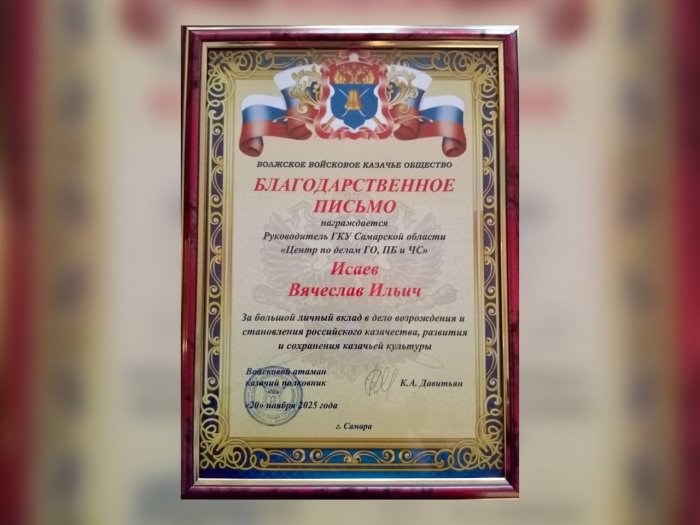 ВОЛЖСКОЕ ВОЙСКОВОЕ КАЗАЧЬЕ ОБЩЕСТВО
БЛАГОДАРСТВЕННОЕ
ПИСЬМО
награждается
Руководитель ГКУ Самарской области
«Центр по делам ГО, ПБ и ЧС»
Исаев
Вячеслав Ильич
За большой личный вклад в дело возрождения и
становления российского казачества, развития
и сохранения казачьей культуры
Войсковой атаман
казачий полковник
К.А. Давитьян
«20» ноября 2025 года
г. Самара